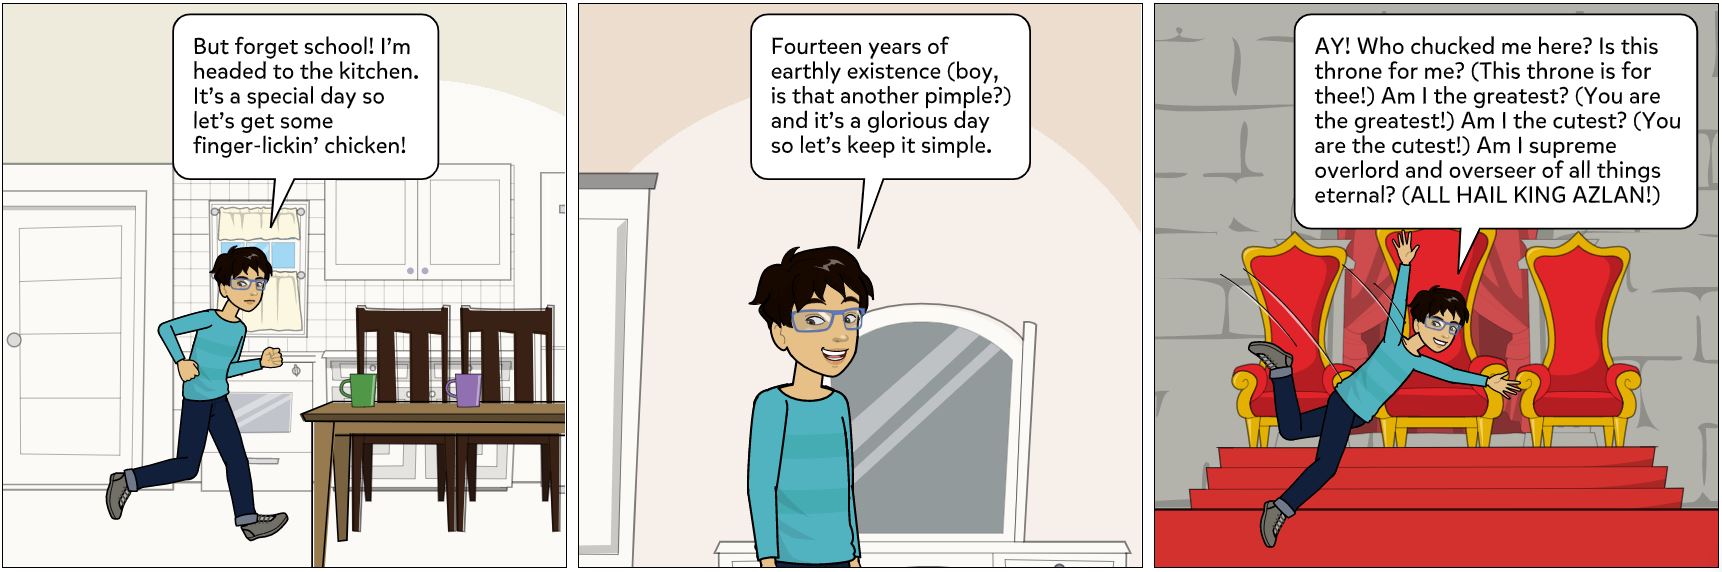 But forget school! I'm
headed to the kitchen.
It's a special day so
let's get some
finger-lickin' chicken!
Fourteen years of
earthly existence (boy,
is that another pimple?)
and it's a glorious day
so let's keep it simple.
AY! Who chucked me here? Is this
throne for me? (This throne is for
thee!) Am I the greatest? (You are
the greatest!) Am I the cutest? (You
are the cutest!) Am I supreme
overlord and overseer of all things
eternal? (ALL HAIL KING AZLAN!)